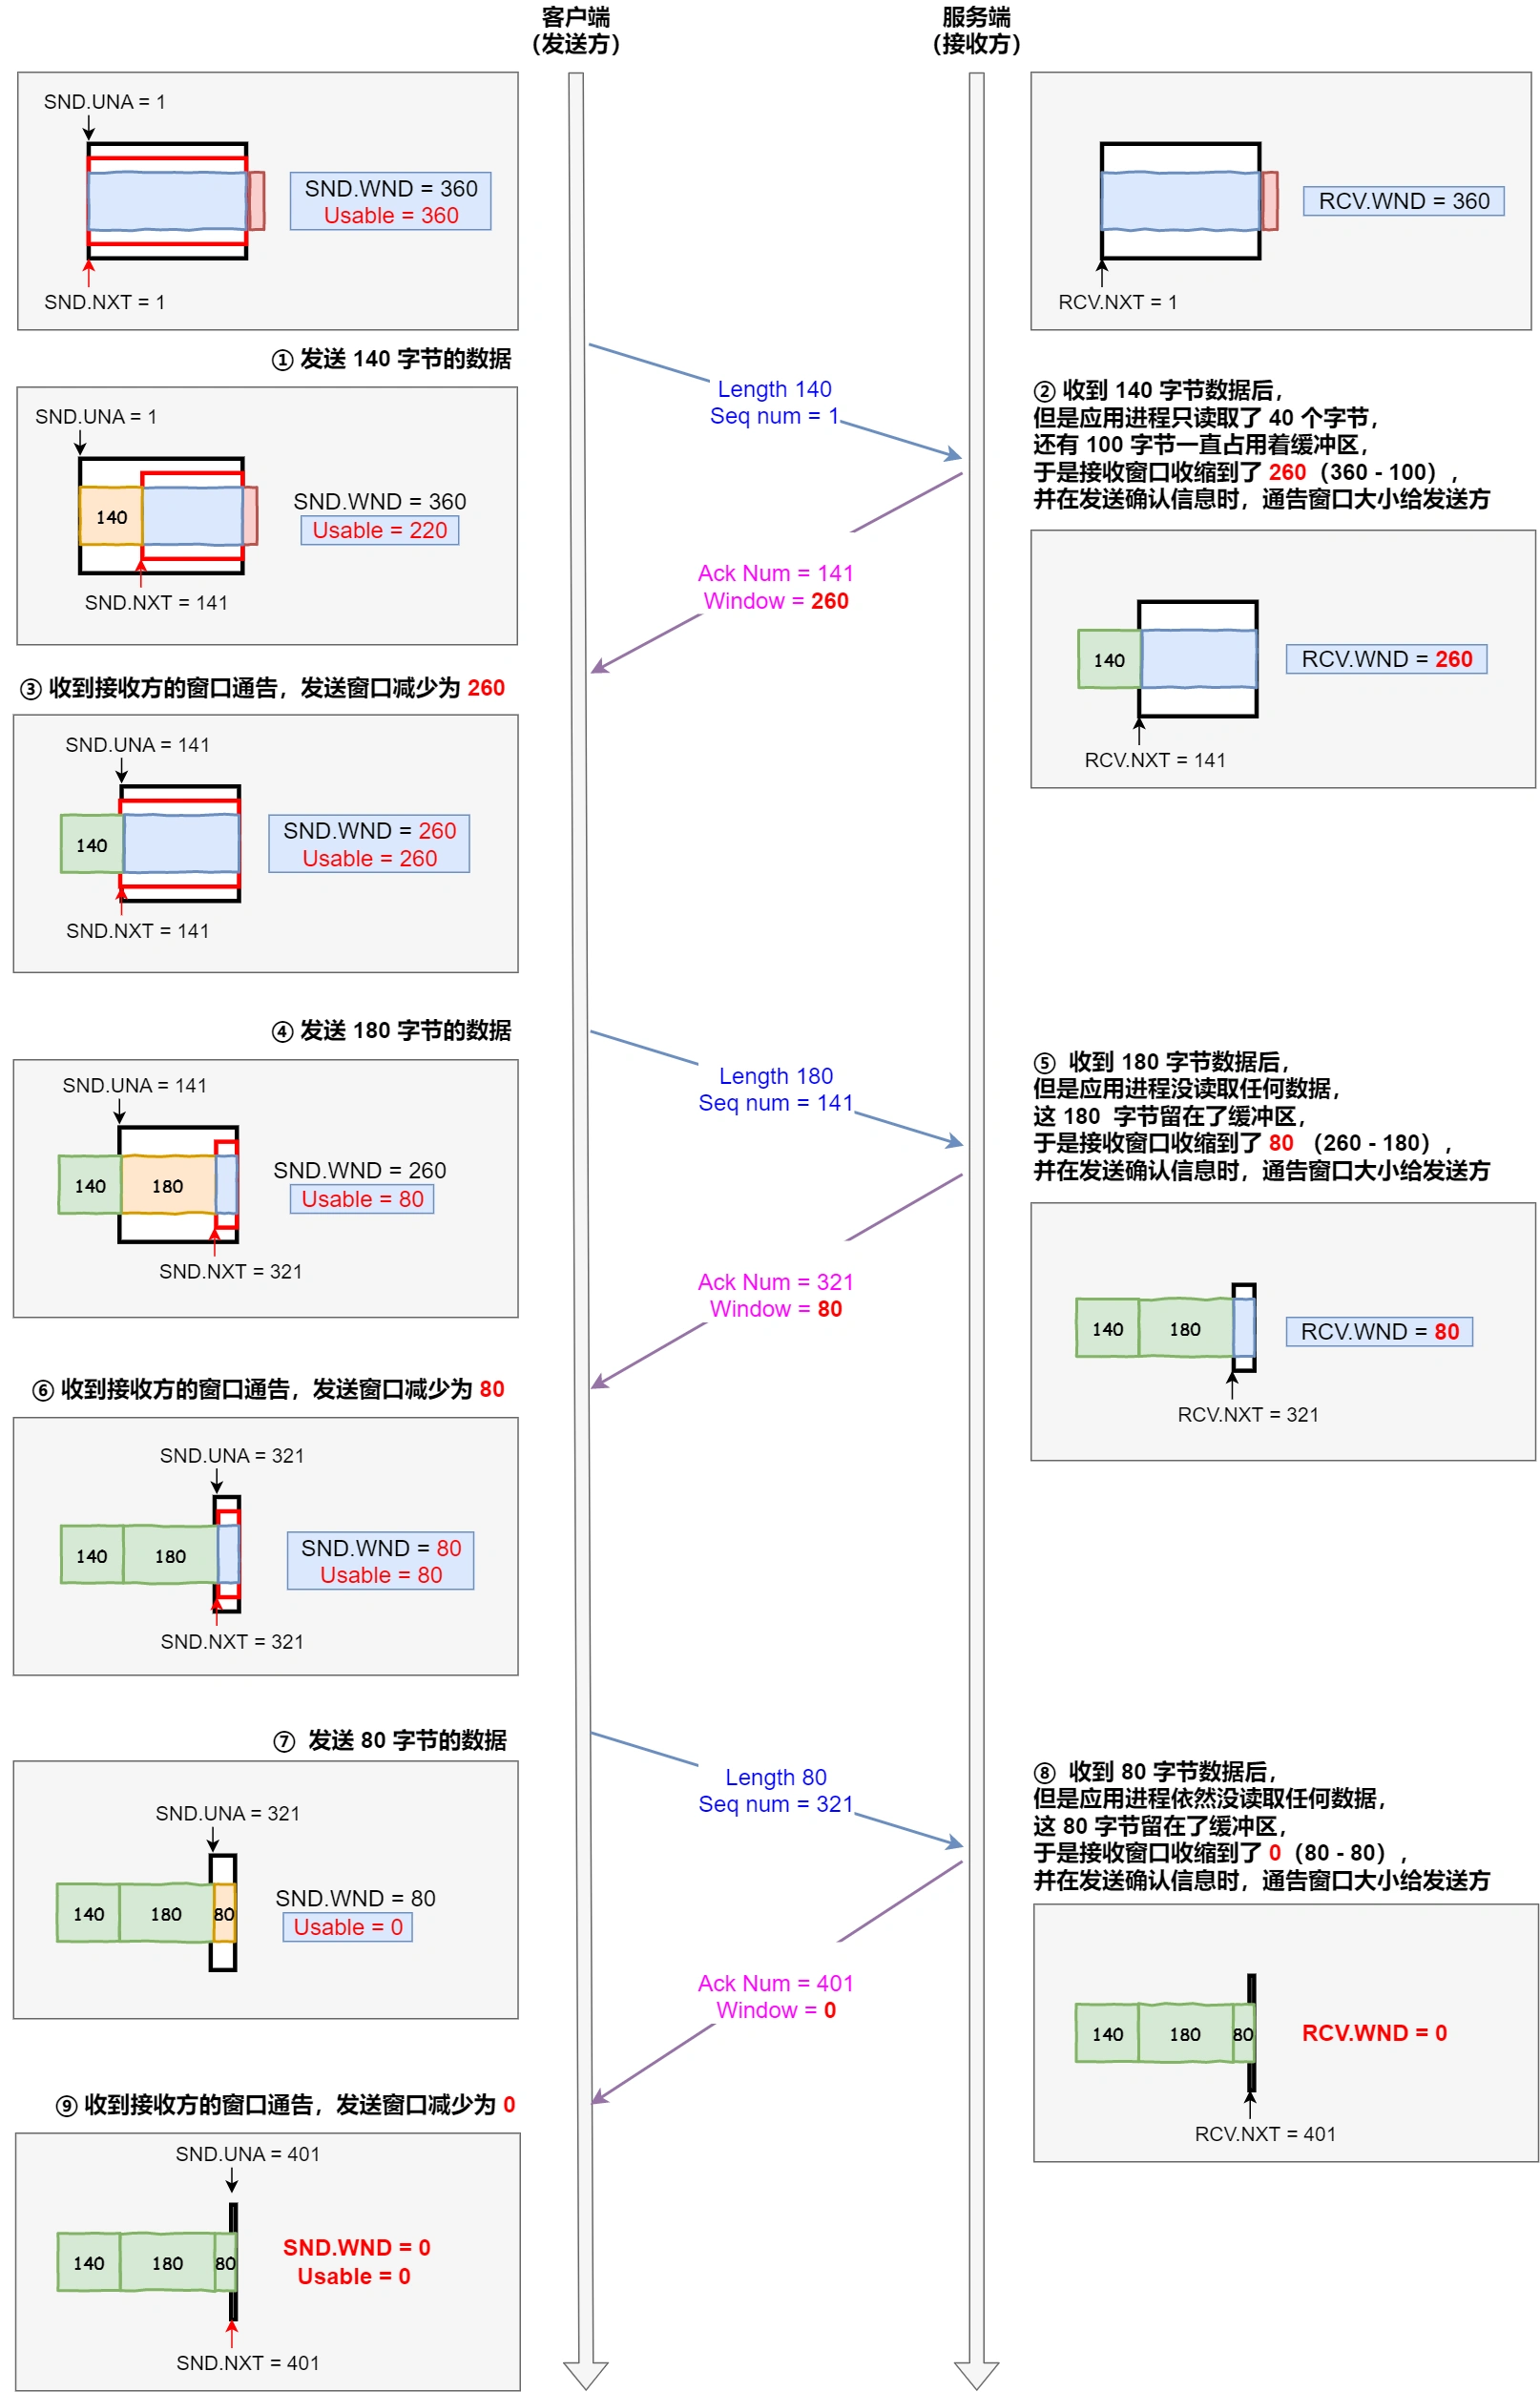 客户端
（发送方）
服务端
（接收方）
SND.UNA = 1
SND.WND = 360
Usable = 360
SND.NXT = 1
RCV.WND = 360
RCV.NXT = 1
① 发送 140 字节的数据
Length 140
Seq num = 1
② 收到 140 字节数据后，
但是应用进程只读取了 40 个字节，
还有 100 字节一直占用着缓冲区，
于是接收窗口收缩到了 260（360 - 100），
并在发送确认信息时，通告窗口大小给发送方
SND.UNA = 1
140
SND.WND = 360
Usable = 220
SND.NXT = 141
Ack Num = 141
Window = 260
140
RCV.WND = 260
RCV.NXT = 141
③ 收到接收方的窗口通告，发送窗口减少为 260
SND.UNA = 141
140
SND.WND = 260
Usable = 260
SND.NXT = 141
④ 发送 180 字节的数据
Length 180
Seq num = 141
⑤ 收到 180 字节数据后，
但是应用进程没读取任何数据，
这 180 字节留在了缓冲区，
于是接收窗口收缩到了 80 （260 - 180），
并在发送确认信息时，通告窗口大小给发送方
SND.UNA = 141
140
180
SND.WND = 260
Usable = 80
SND.NXT = 321
Ack Num = 321
Window = 80
140
180
RCV.WND = 80
RCV.NXT = 321
⑥ 收到接收方的窗口通告，发送窗口减少为 80
SND.UNA = 321
140
180
SND.WND = 80
Usable = 80
SND.NXT = 321
⑦ 发送 80 字节的数据
Length 80
Seq num = 321
⑧ 收到 80 字节数据后，
但是应用进程依然没读取任何数据，
这 80 字节留在了缓冲区，
于是接收窗口收缩到了 0（80 - 80），
并在发送确认信息时，通告窗口大小给发送方
SND.UNA = 321
140
180
80
SND.WND = 80
Usable = 0
Ack Num = 401
Window = 0
140
180
80
RCV.WND = 0
RCV.NXT = 401
⑨ 收到接收方的窗口通告，发送窗口减少为 0
SND.UNA = 401
140
180
80
SND.WND = 0
Usable = 0
SND.NXT = 401